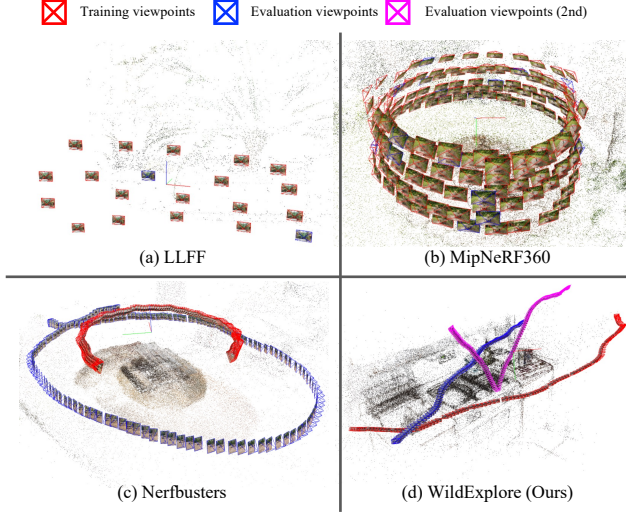 Training viewpoints
Evaluation viewpoints
Evaluation viewpoints (2nd)
(a) LLFF
(b) MipNeRF360
(c) Nerfbusters
(d) WildExplore (Ours)